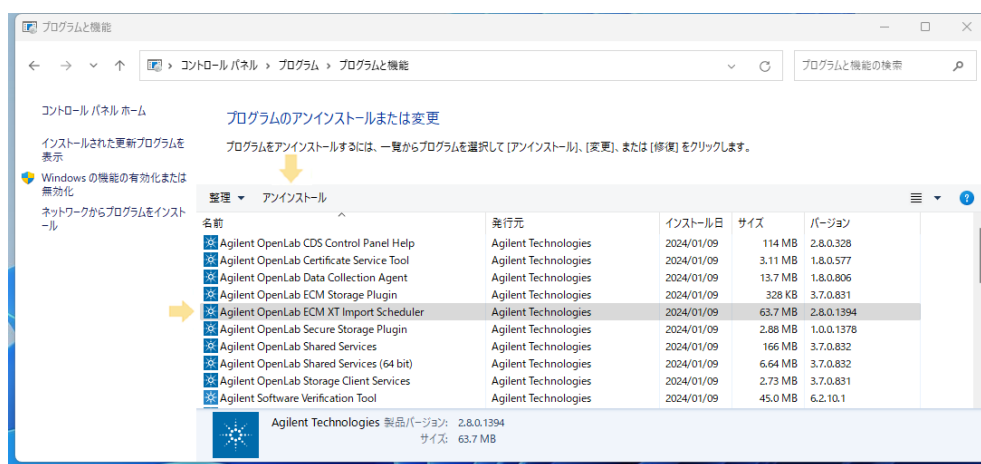 プログラムと機能
コントロール パネル › プログラム › プログラムと機能
プログラムと機能の検索
コントロール パネル ホーム
インストールされた更新プログラムを
表示
Windows の機能の有効化または
無効化
ネットワークからプログラムをインスト
ール
プログラムのアンインストールまたは変更
プログラムをアンインストールするには、一覧からプログラムを選択して [アンインストール]、[変更]、または [修復] をクリックします。
整理 アンインストール
名前 発行元 インストール日 サイズ バージョン
Agilent OpenLab CDS Control Panel Help Agilent Technologies 2024/01/09 114 MB 2.8.0.328
Agilent OpenLab Certificate Service Tool Agilent Technologies 2024/01/09 3.11 MB 1.8.0.577
Agilent OpenLab Data Collection Agent Agilent Technologies 2024/01/09 13.7 MB 1.8.0.806
Agilent OpenLab ECM Storage Plugin Agilent Technologies 2024/01/09 328 KB 3.7.0.831
Agilent OpenLab ECM XT Import Scheduler Agilent Technologies 2024/01/09 63.7 MB 2.8.0.1394
Agilent OpenLab Secure Storage Plugin Agilent Technologies 2024/01/09 2.88 MB 1.0.0.1378
Agilent OpenLab Shared Services Agilent Technologies 2024/01/09 166 MB 3.7.0.832
Agilent OpenLab Shared Services (64 bit) Agilent Technologies 2024/01/09 6.64 MB 3.7.0.832
Agilent OpenLab Storage Client Services Agilent Technologies 2024/01/09 2.73 MB 3.7.0.831
Agilent Software Verification Tool Agilent Technologies 2024/01/09 45.0 MB 6.2.10.1
Agilent Technologies 製品バージョン: 2.8.0.1394
サイズ: 63.7 MB